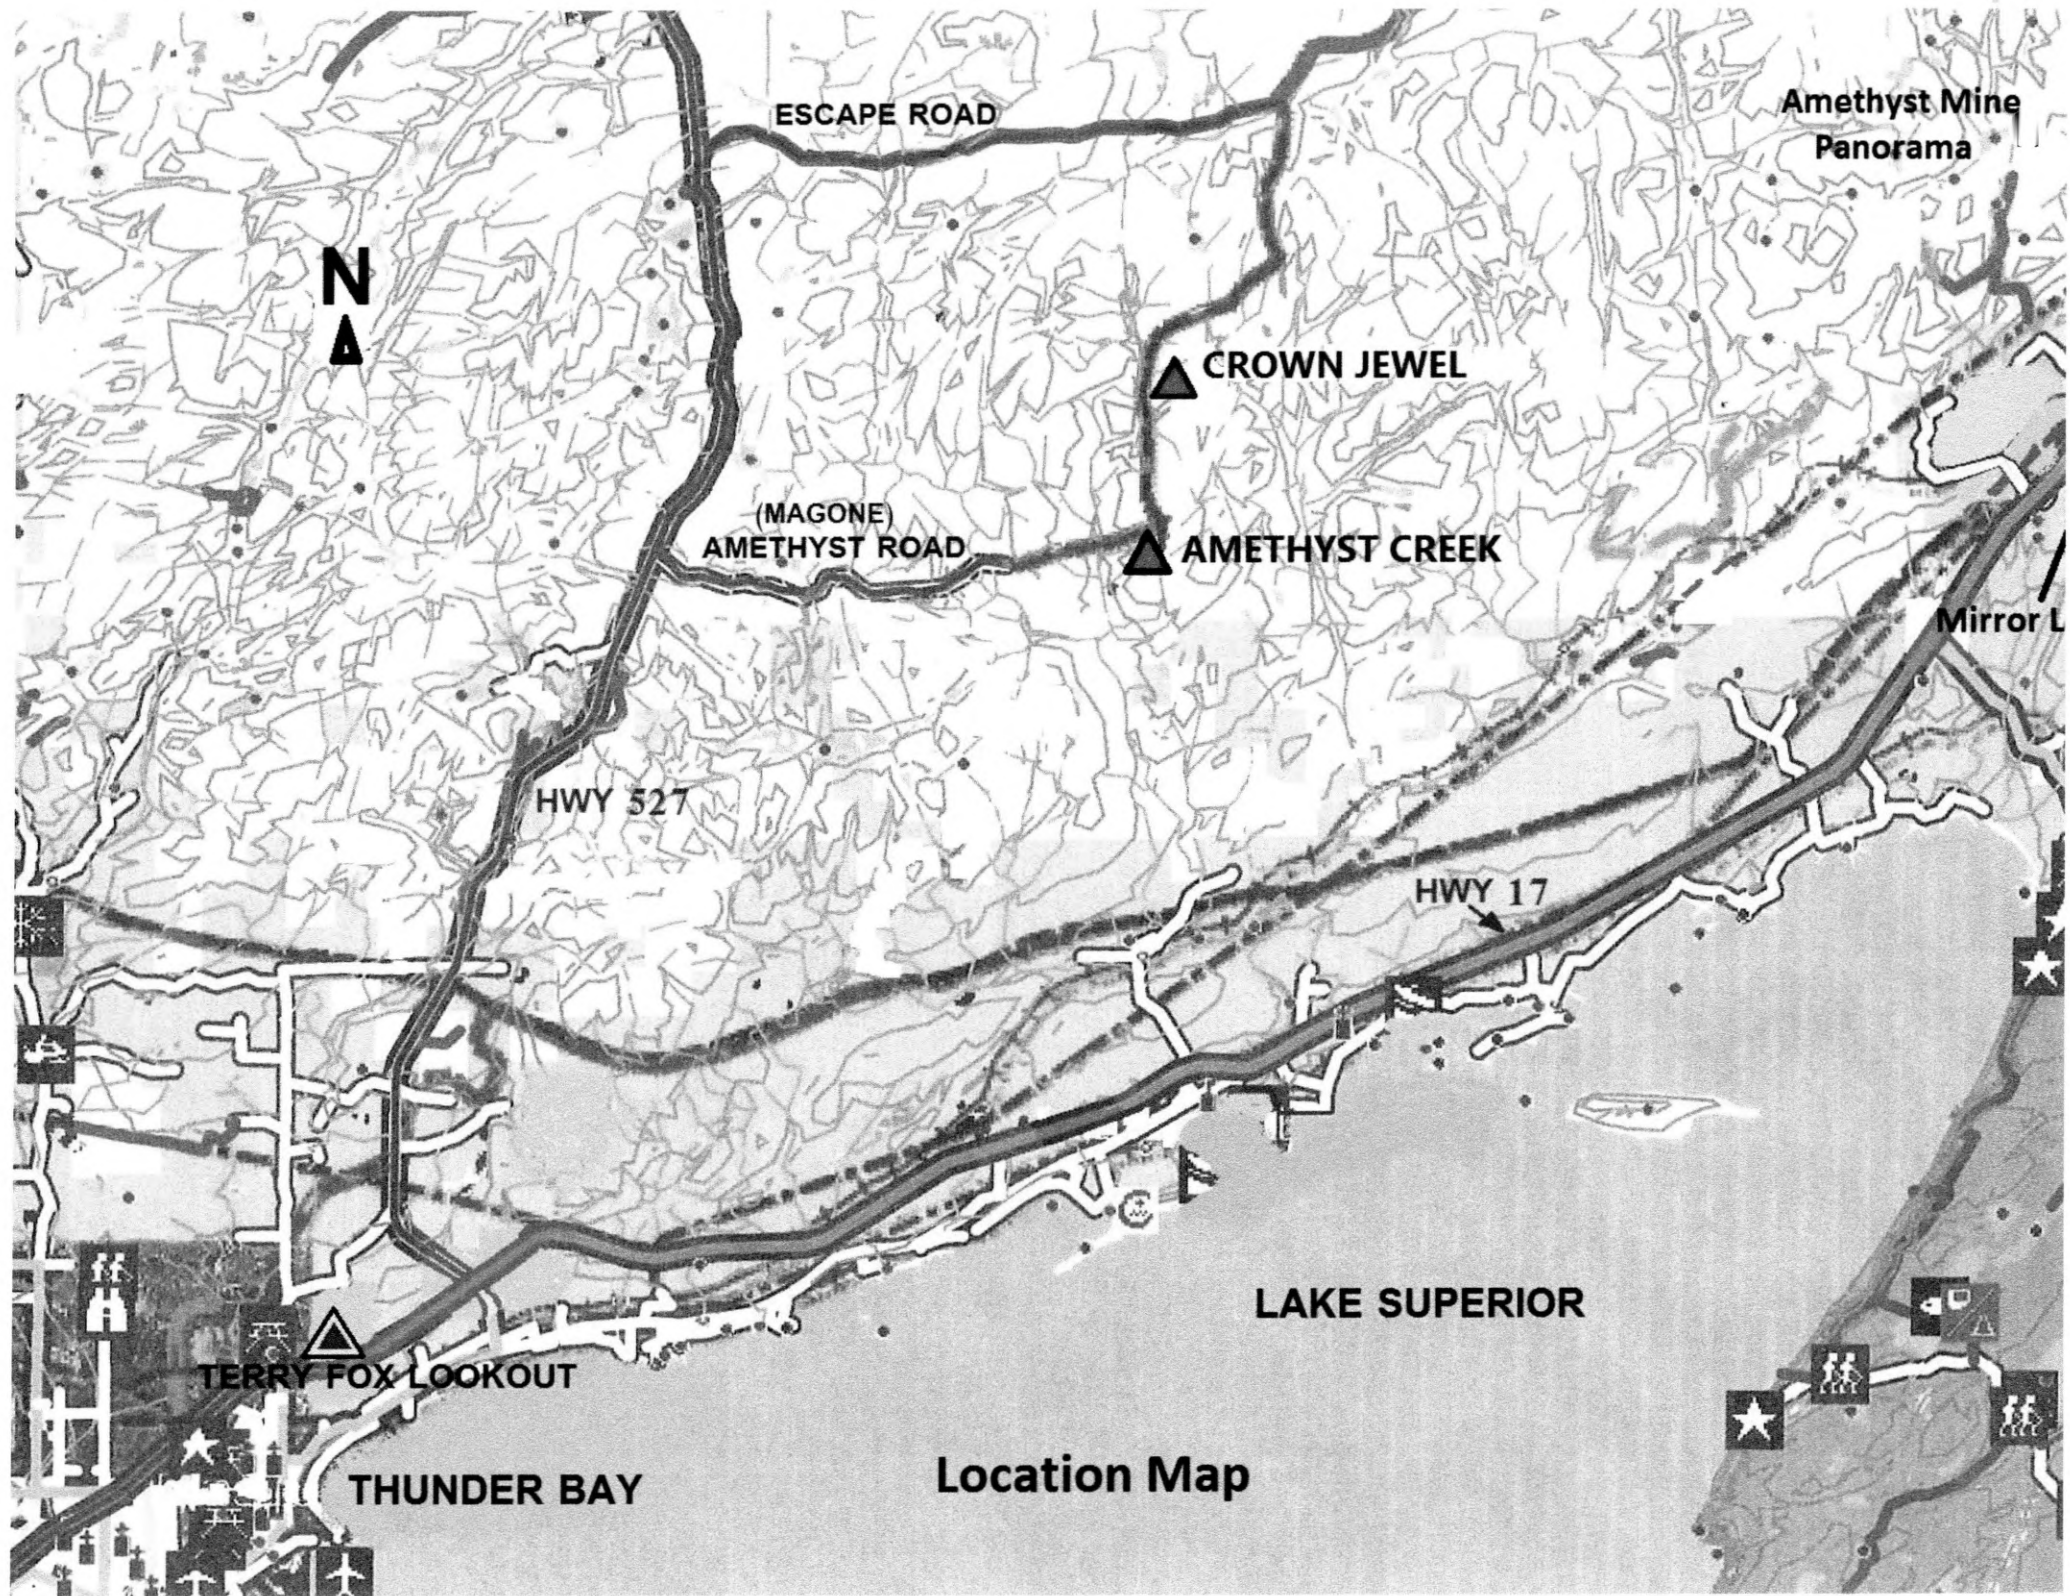 ESCAPE ROAD
Amethyst Mine
Panorama
N
CROWN JEWEL
(MAGONE)
AMETHYST ROAD
AMETHYST CREEK
Mirror L
HWY 527
HWY 17
LAKE SUPERIOR
TERRY FOX LOOKOUT
THUNDER BAY
Location Map